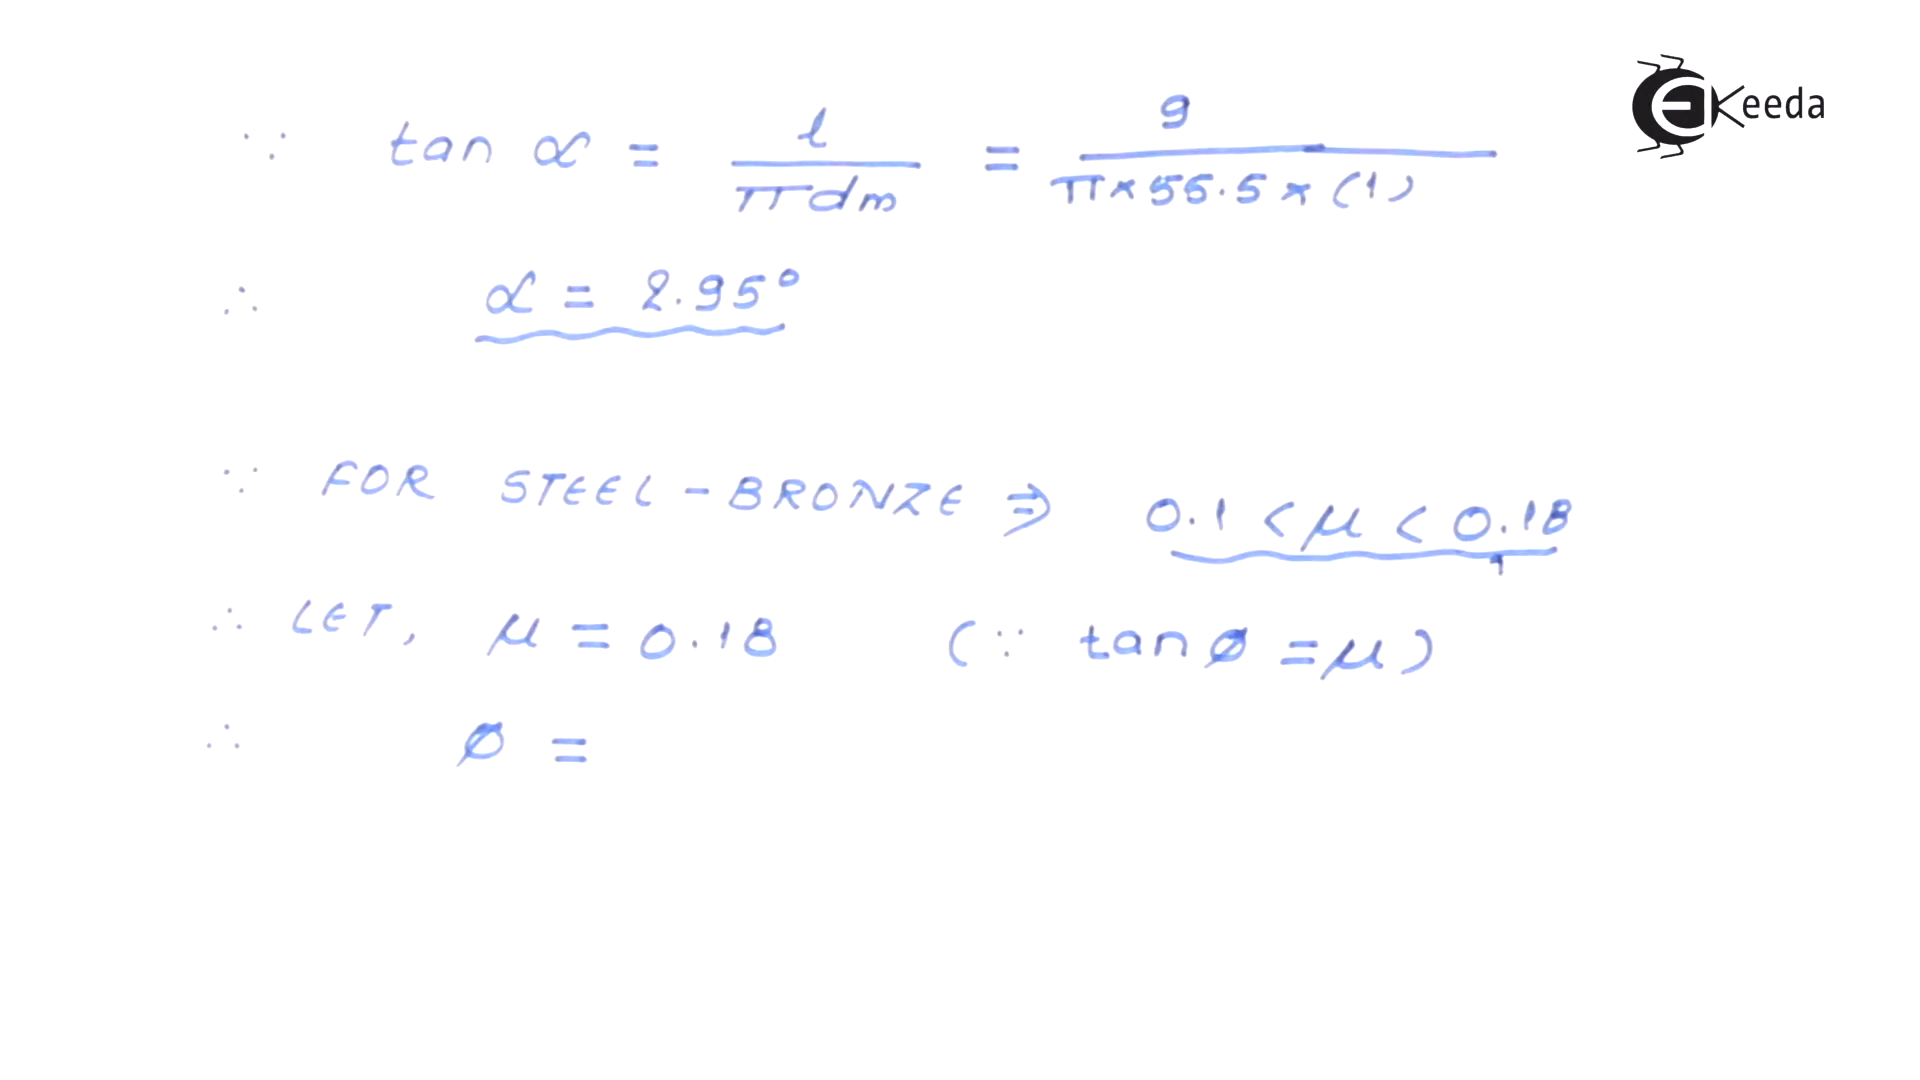 EKeeda
∵ tan α = l / πdm = 9 / π×55.5×(1)
∴ α = 2.95°
∵ FOR STEEL-BRONZE ⇒ 0.1 < μ < 0.18
∴ LET, μ = 0.18 (∵ tan ø = μ)
∴ ø =